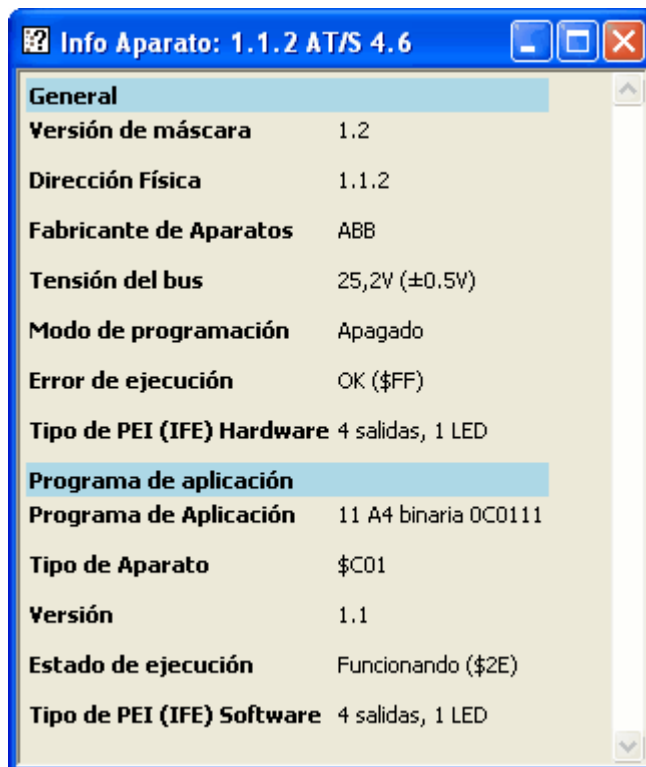 Info Aparato: 1.1.2 AT/S 4.6
General
Versión de máscara 1.2
Dirección Física 1.1.2
Fabricante de Aparatos ABB
Tensión del bus 25,2V (±0.5V)
Modo de programación Apagado
Error de ejecución OK ($FF)
Tipo de PEI (IFE) Hardware 4 salidas, 1 LED
Programa de aplicación
Programa de Aplicación 11 A4 binaria 0C0111
Tipo de Aparato $C01
Versión 1.1
Estado de ejecución Funcionando ($2E)
Tipo de PEI (IFE) Software 4 salidas, 1 LED